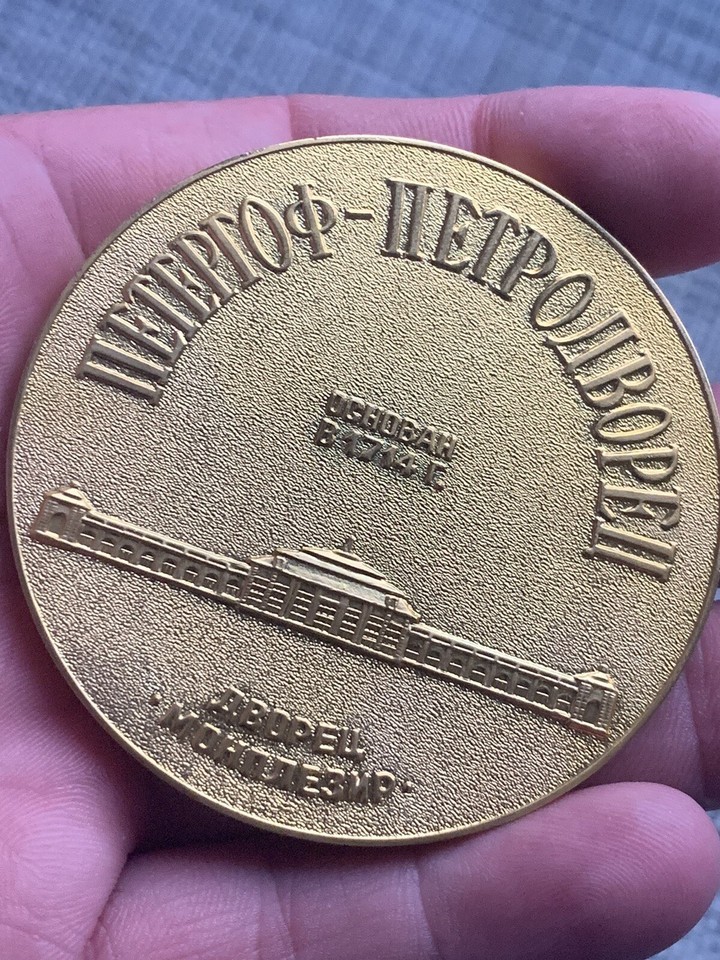 ПЕТЕРГОФ-ПЕТРОДВОРЕЦ
ОСНОВАН
В 1714 Г.
ДВОРЕЦ
·МОНПЛЕЗИР·